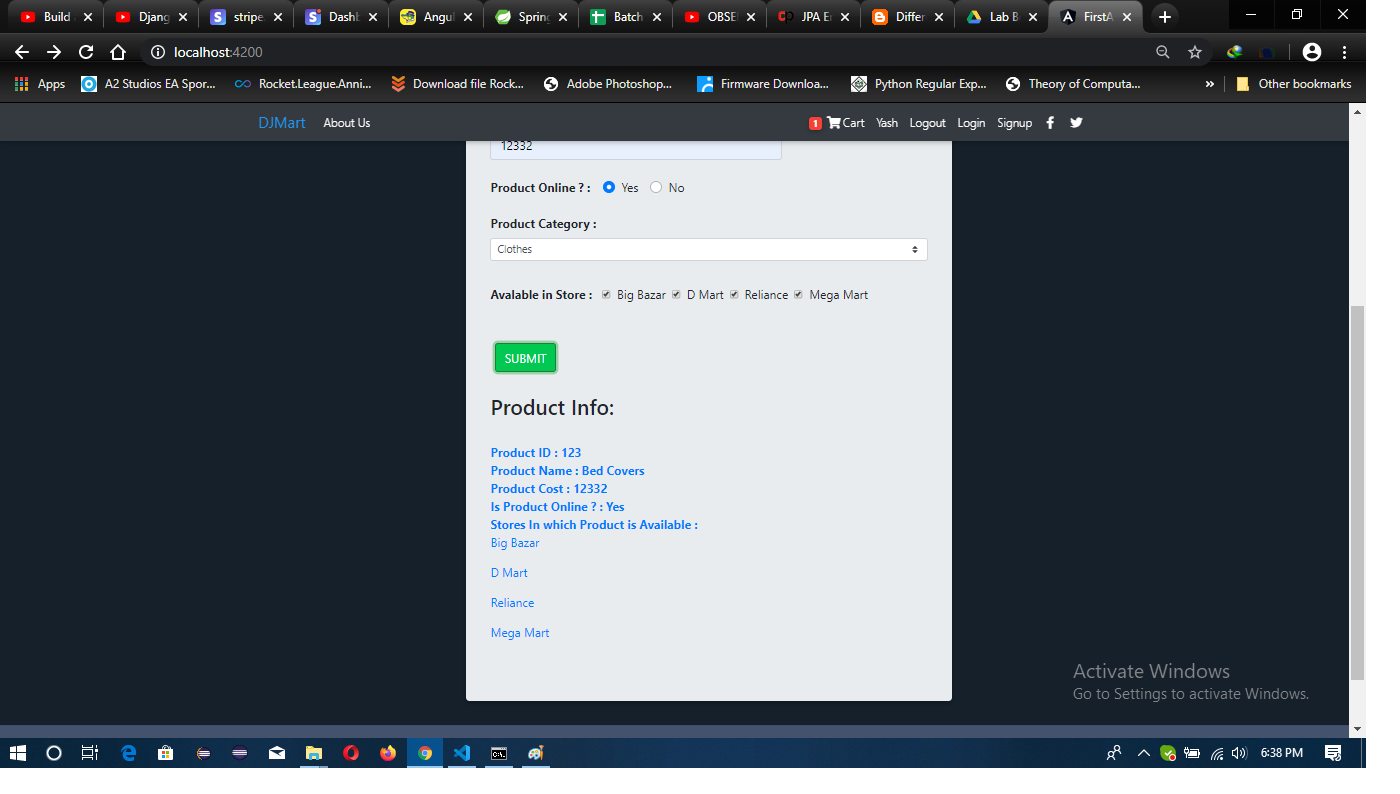 Build
Djang
stripe
Dashb
Angul
Spring
Batch
OBSE
JPA Er
Differ
Lab B
FirstA
localhost:4200
Apps
A2 Studios EA Spor...
Rocket.League.Anni...
Download file Rock...
Adobe Photoshop...
Firmware Downloa...
Python Regular Exp...
Theory of Computa...
»
Other bookmarks
DJMart About Us
1 Cart Yash Logout Login Signup
12332
Product Online ? : Yes No
Product Category :
Clothes
Avalable in Store : Big Bazar D Mart Reliance Mega Mart
SUBMIT
Product Info:
Product ID : 123
Product Name : Bed Covers
Product Cost : 12332
Is Product Online ? : Yes
Stores In which Product is Available :
Big Bazar
D Mart
Reliance
Mega Mart
Activate Windows
Go to Settings to activate Windows.
6:38 PM